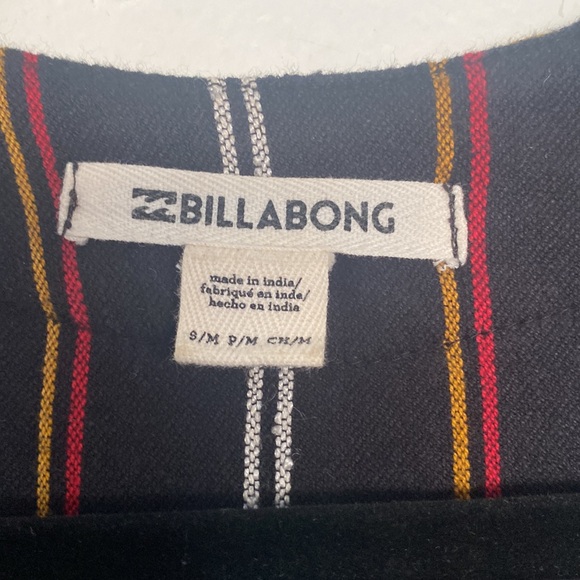 BILLABONG
made in india/
fabriqué en inde/
hecho en india
S/M P/M CH/M